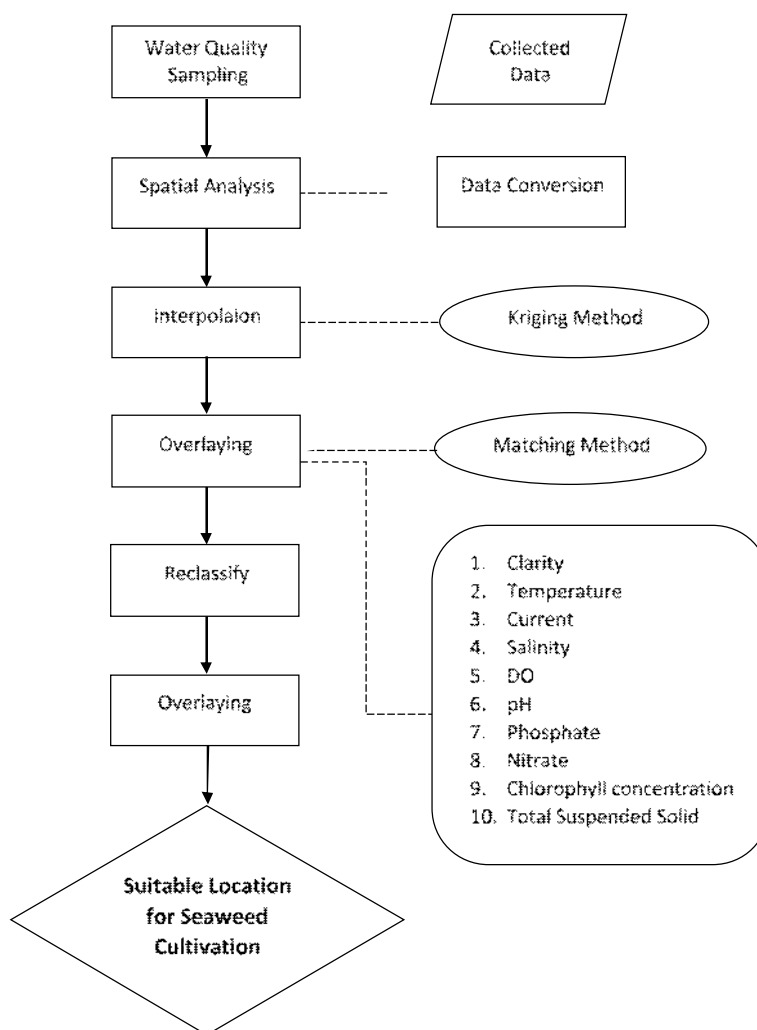 Water Quality
Sampling
Collected
Data
Spatial Analysis
Data Conversion
Interpolaion
Kriging Method
Overlaying
Matching Method
Reclassify
1. Clarity
2. Temperature
3. Current
4. Salinity
5. DO
6. pH
7. Phosphate
8. Nitrate
9. Chlorophyll concentration
10. Total Suspended Solid
Overlaying
Suitable Location
for Seaweed
Cultivation